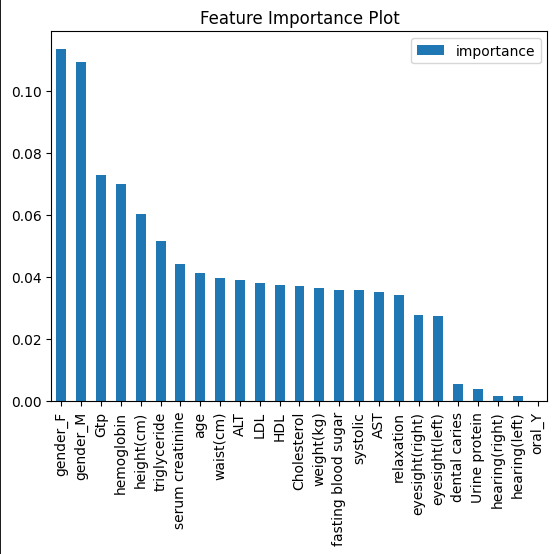 Feature Importance Plot
importance
0.10
0.08
0.06
0.04
0.02
0.00
gender_F
gender_M
Gtp
hemoglobin
height(cm)
triglyceride
serum creatinine
age
waist(cm)
ALT
LDL
HDL
Cholesterol
weight(kg)
fasting blood sugar
systolic
AST
relaxation
eyesight(right)
eyesight(left)
dental caries
Urine protein
hearing(right)
hearing(left)
oral_Y